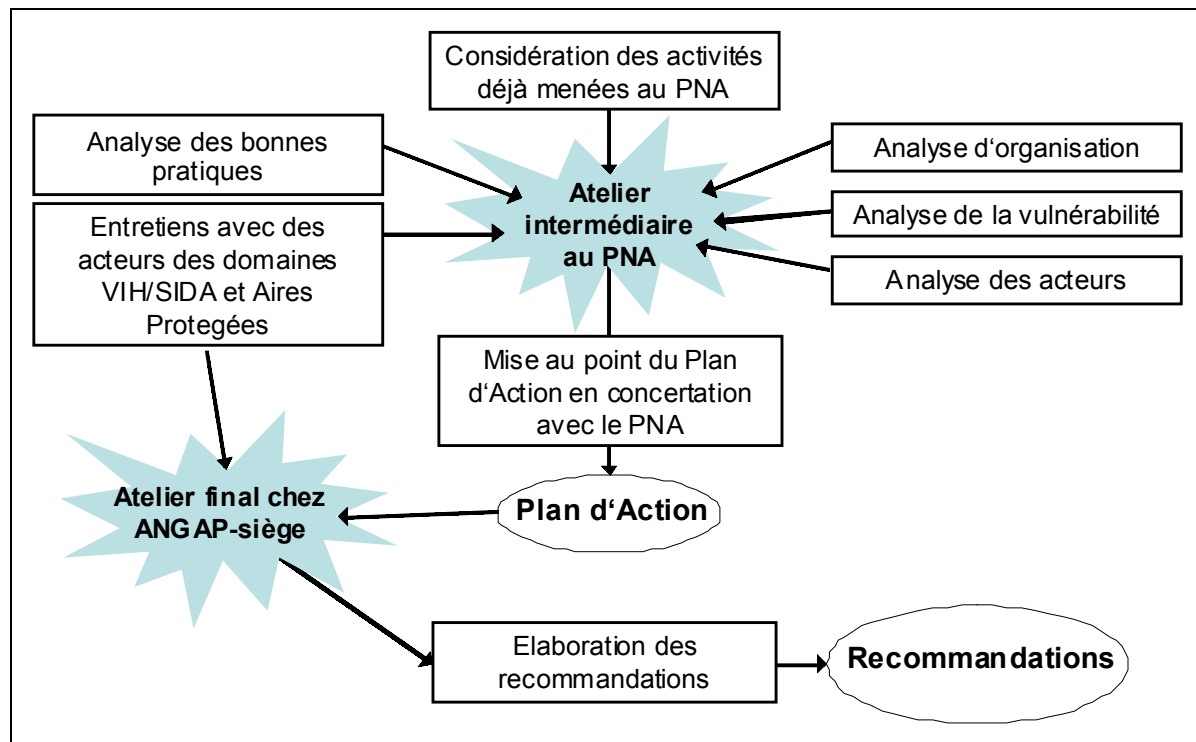 Considération des activités
déjà menées au PNA
Analyse des bonnes
pratiques
Entretiens avec des
acteurs des domaines
VIH/SIDA et Aires
Protegées
Atelier
intermédiaire
au PNA
Analyse d‘organisation
Analyse de la vulnérabilité
Analyse des acteurs
Mise au point du Plan
d‘Action en concertation
avec le PNA
Plan d‘Action
Atelier final chez
ANGAP-siège
Elaboration des
recommandations
Recommandations